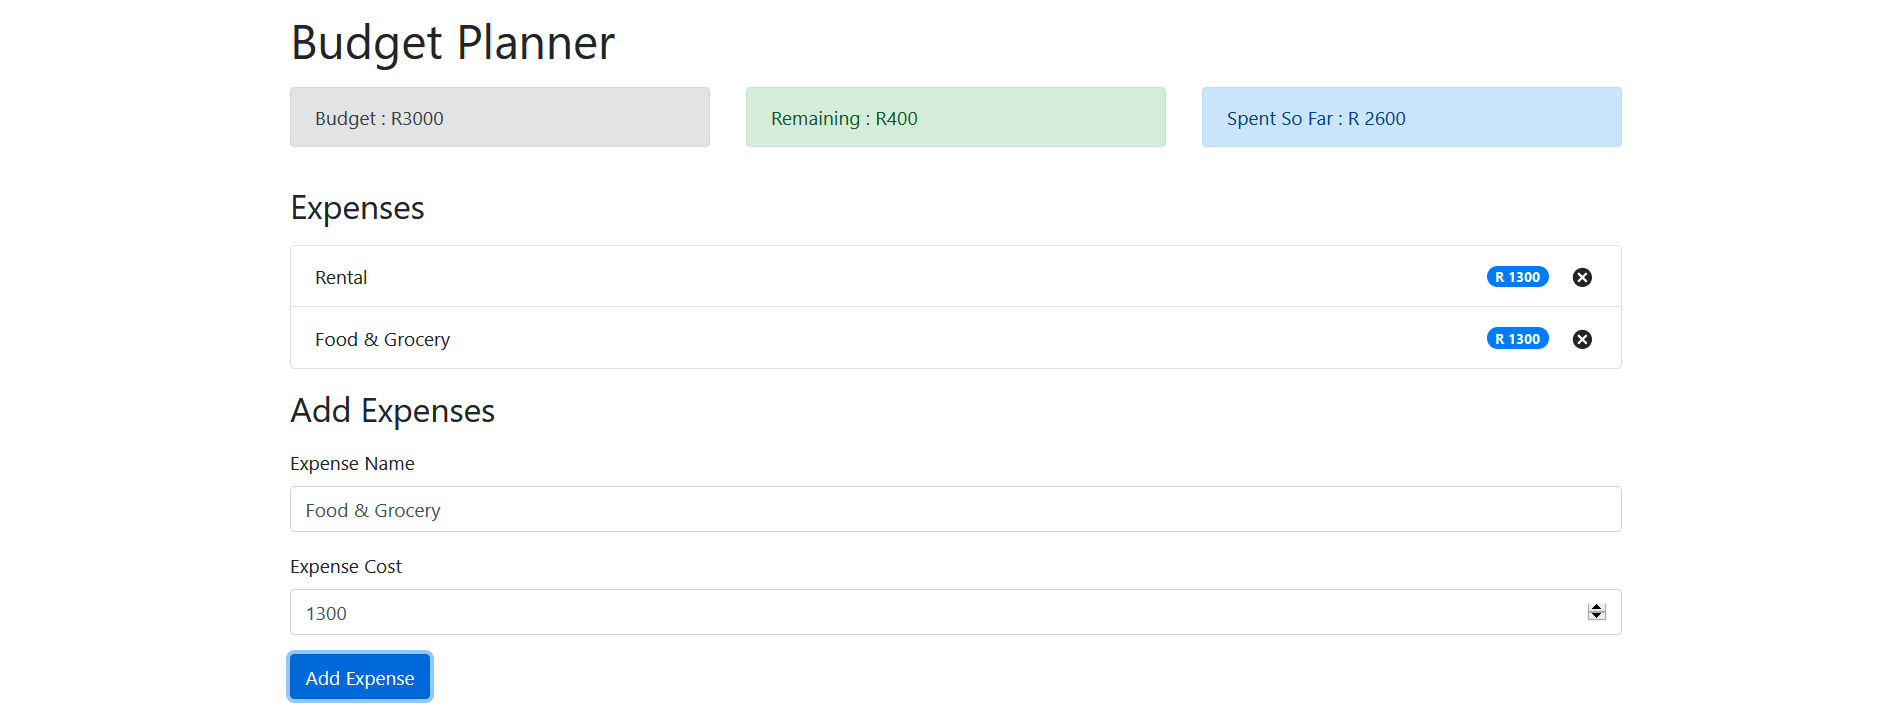 Budget Planner
Budget : R3000
Remaining : R400
Spent So Far : R 2600
Expenses
Rental R 1300
Food & Grocery R 1300
Add Expenses
Expense Name
Food & Grocery
Expense Cost
1300
Add Expense